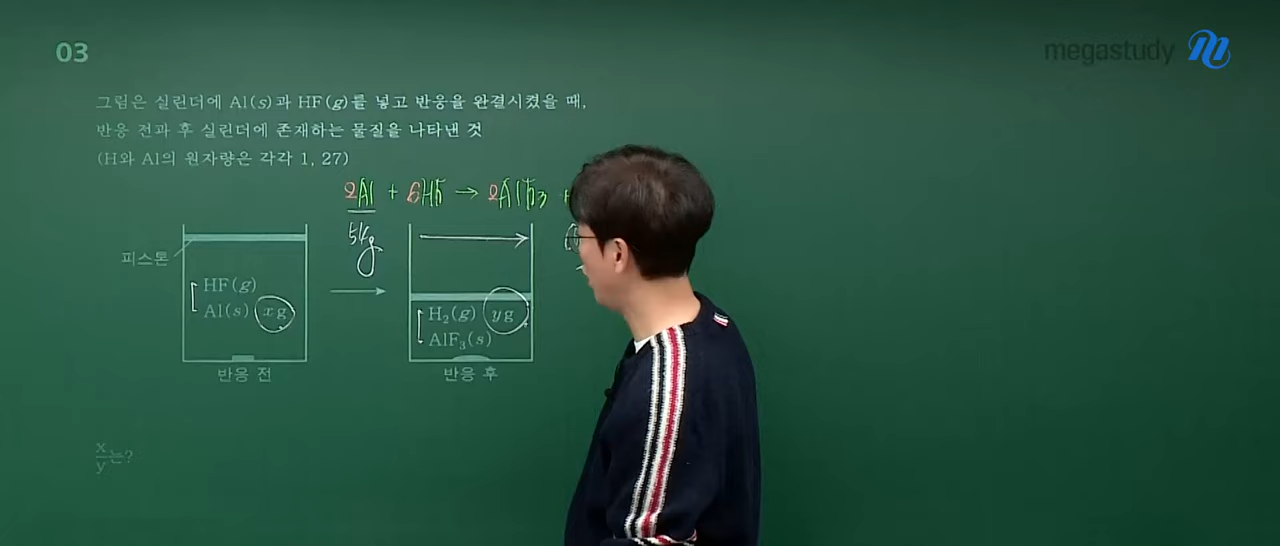 03
megastudy
그림은 실린더에 Al(s)과 HF(g)를 넣고 반응을 완결시켰을 때,
반응 전과 후 실린더에 존재하는 물질을 나타낸 것
(H와 Al의 원자량은 각각 1, 27)
2Al + 6HF → 2AlF₃ +
54g
피스톤
HF(g)
Al(s) x g
반응 전
H₂(g) y g
AlF₃(s)
반응 후
x/y는?